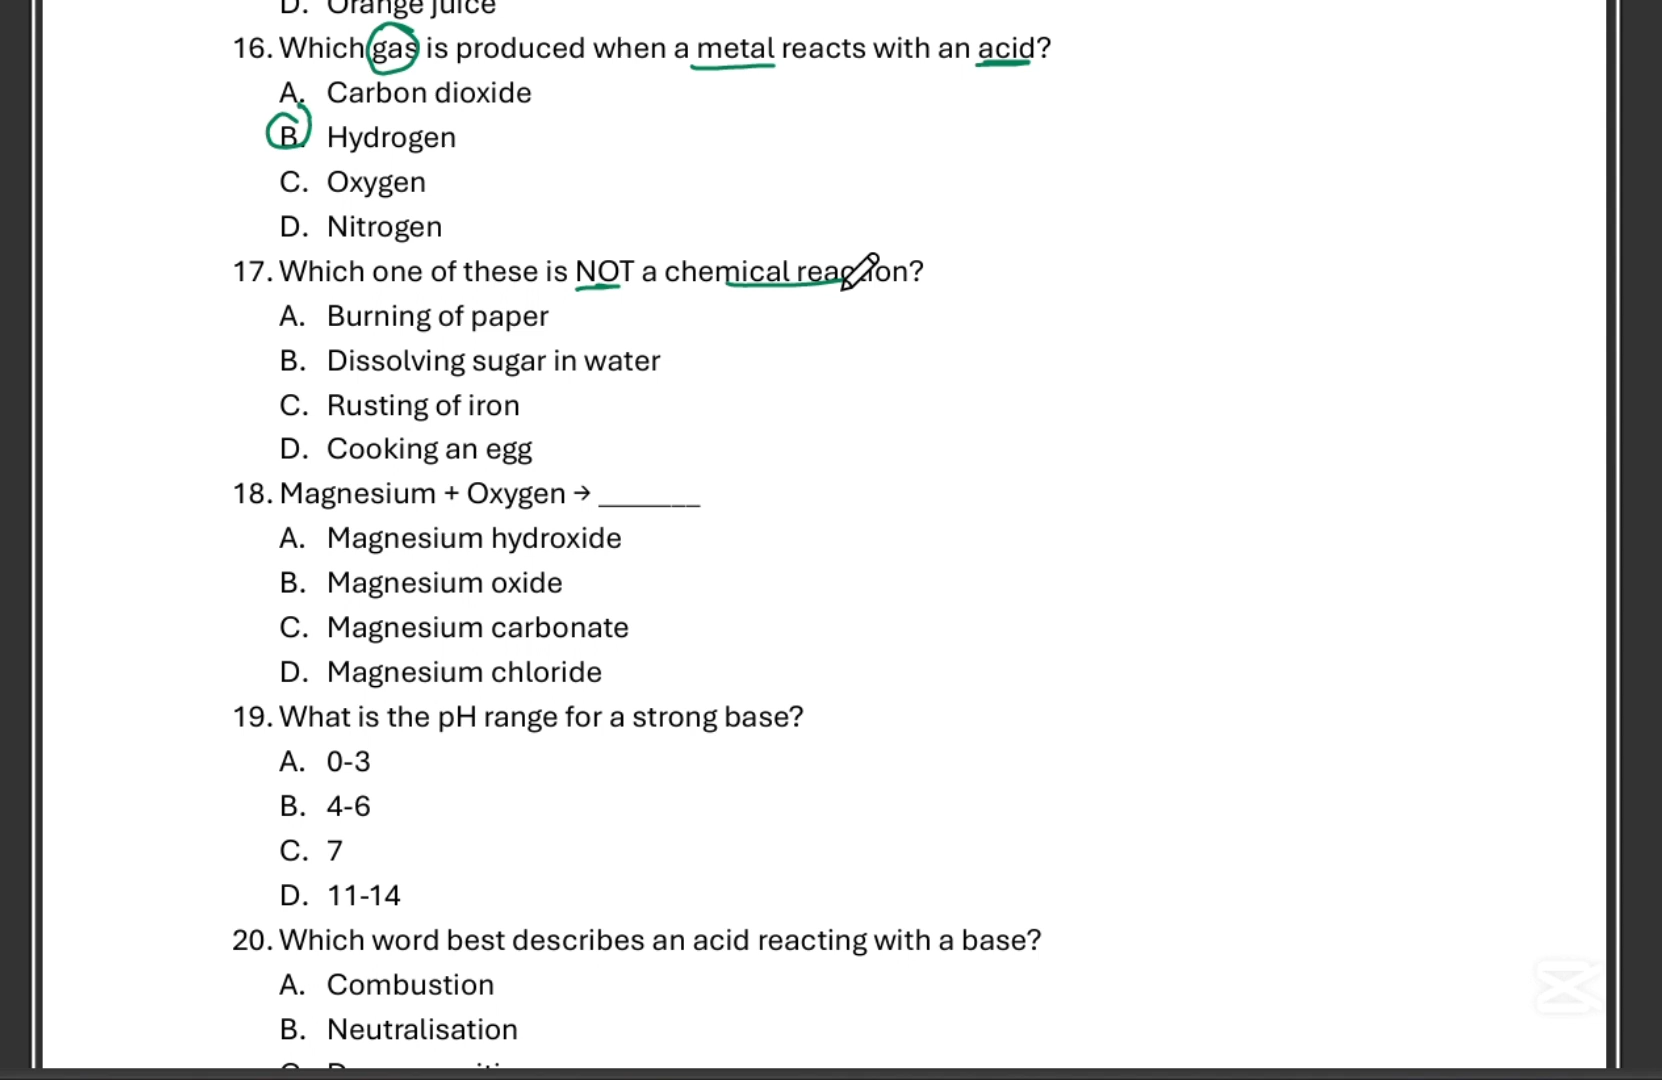 D. Orange juice
16. Which gas is produced when a metal reacts with an acid?
A. Carbon dioxide
B. Hydrogen
C. Oxygen
D. Nitrogen
17. Which one of these is NOT a chemical reaction?
A. Burning of paper
B. Dissolving sugar in water
C. Rusting of iron
D. Cooking an egg
18. Magnesium + Oxygen → _______
A. Magnesium hydroxide
B. Magnesium oxide
C. Magnesium carbonate
D. Magnesium chloride
19. What is the pH range for a strong base?
A. 0-3
B. 4-6
C. 7
D. 11-14
20. Which word best describes an acid reacting with a base?
A. Combustion
B. Neutralisation